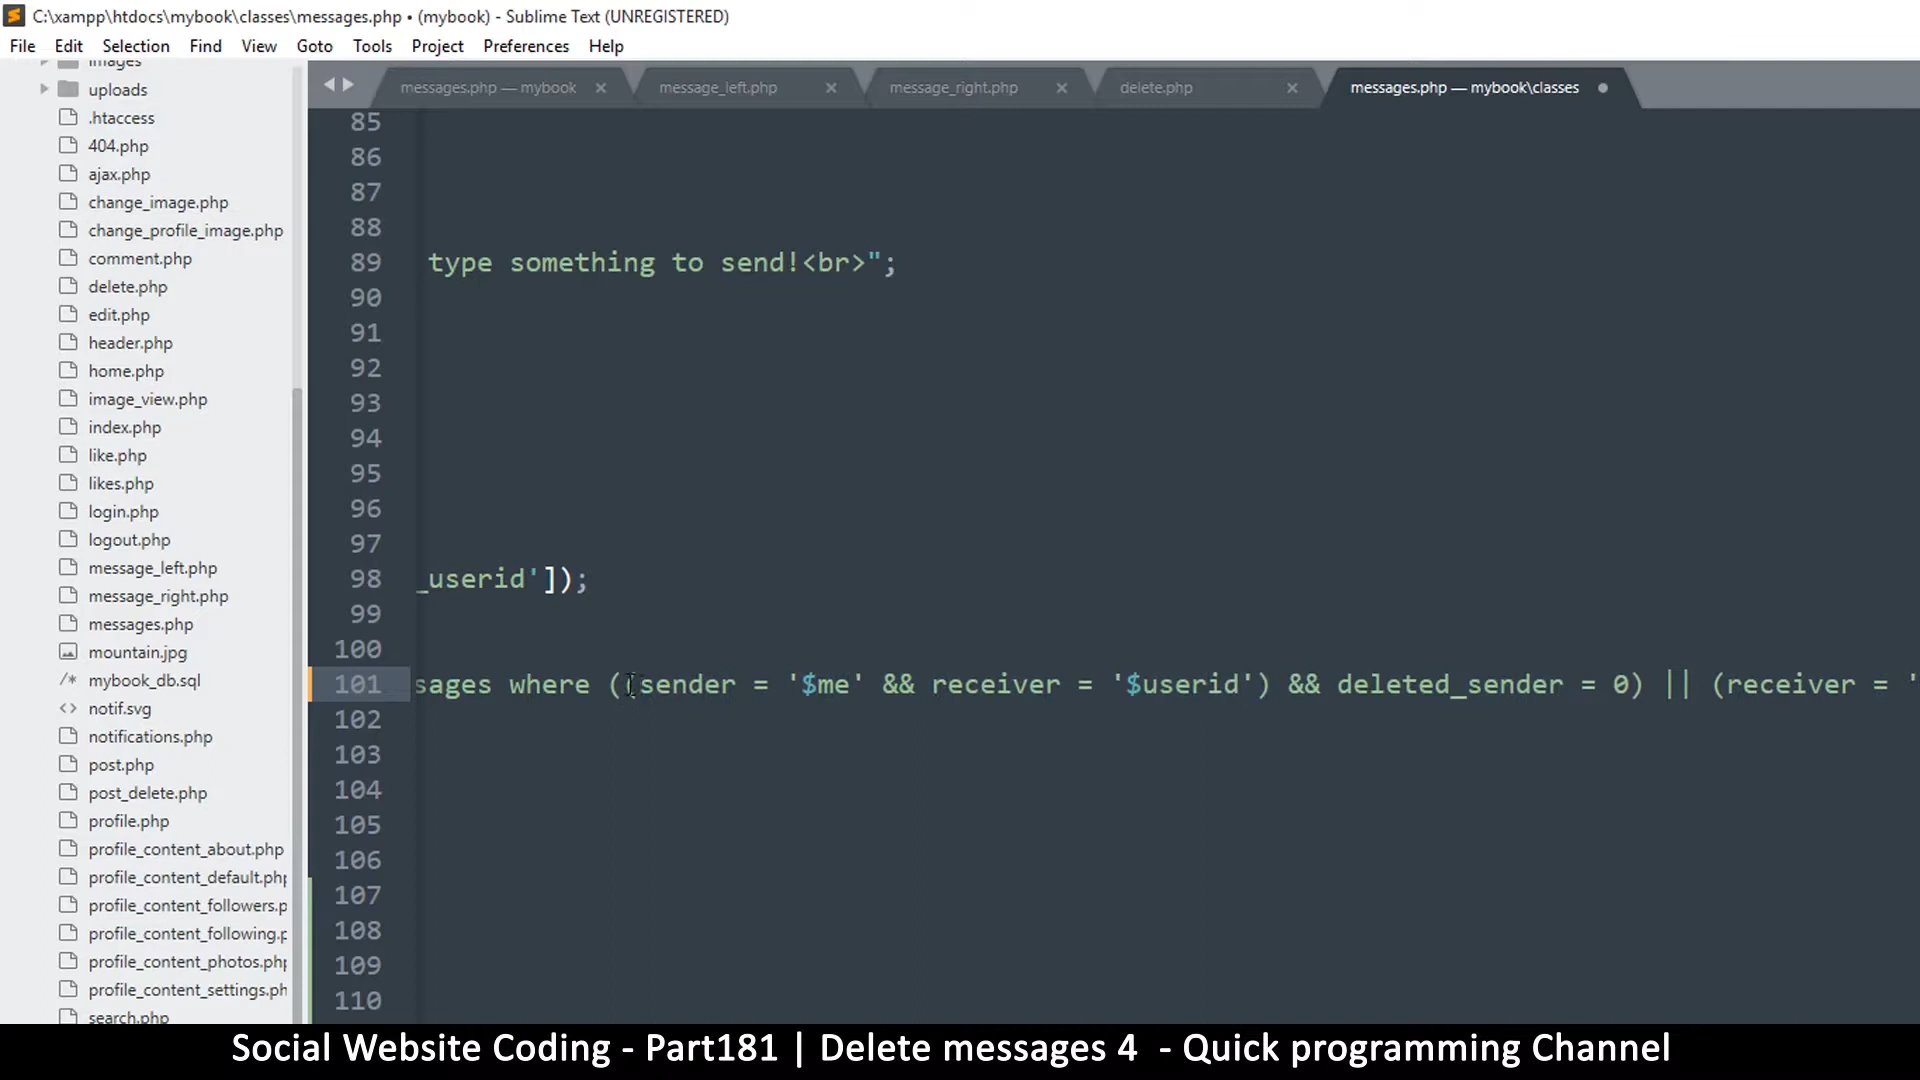 C:\xampp\htdocs\mybook\classes\messages.php • (mybook) - Sublime Text (UNREGISTERED)
File Edit Selection Find View Goto Tools Project Preferences Help
images
uploads
.htaccess
404.php
ajax.php
change_image.php
change_profile_image.php
comment.php
delete.php
edit.php
header.php
home.php
image_view.php
index.php
like.php
likes.php
login.php
logout.php
message_left.php
message_right.php
messages.php
mountain.jpg
/* mybook_db.sql
<> notif.svg
notifications.php
post.php
post_delete.php
profile.php
profile_content_about.php
profile_content_default.php
profile_content_followers.p
profile_content_following.p
profile_content_photos.php
profile_content_settings.ph
search.php
messages.php — mybook message_left.php message_right.php delete.php messages.php — mybook\classes
85
86
87
88
89 type something to send!<br>";
90
91
92
93
94
95
96
97
98 _userid']);
99
100
101 sages where ((sender = '$me' && receiver = '$userid') && deleted_sender = 0) || (receiver = '
102
103
104
105
106
107
108
109
110
Social Website Coding - Part181 | Delete messages 4 - Quick programming Channel